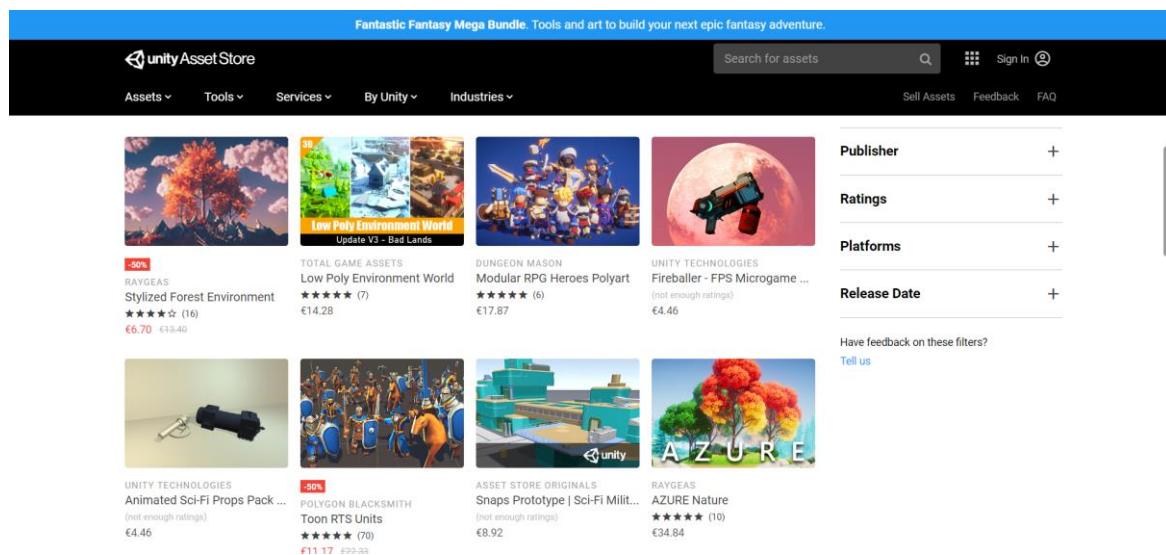 Fantastic Fantasy Mega Bundle. Tools and art to build your next epic fantasy adventure.
unity Asset Store
Search for assets
Sign In
Assets
Tools
Services
By Unity
Industries
Sell Assets
Feedback
FAQ
3D
Low Poly Environment World
Update V3 - Bad Lands
-50%
RAYGEAS
Stylized Forest Environment
(16)
€6.70 €13.40
TOTAL GAME ASSETS
Low Poly Environment World
(7)
€14.28
DUNGEON MASON
Modular RPG Heroes Polyart
(6)
€17.87
UNITY TECHNOLOGIES
Fireballer - FPS Microgame ...
(not enough ratings)
€4.46
Publisher
Ratings
Platforms
Release Date
Have feedback on these filters?
Tell us
UNITY TECHNOLOGIES
Animated Sci-Fi Props Pack ...
(not enough ratings)
€4.46
-50%
POLYGON BLACKSMITH
Toon RTS Units
(70)
€11.17 €22.33
unity
ASSET STORE ORIGINALS
Snaps Prototype | Sci-Fi Milit...
(not enough ratings)
€8.92
AZURE
RAYGEAS
AZURE Nature
(10)
€34.84